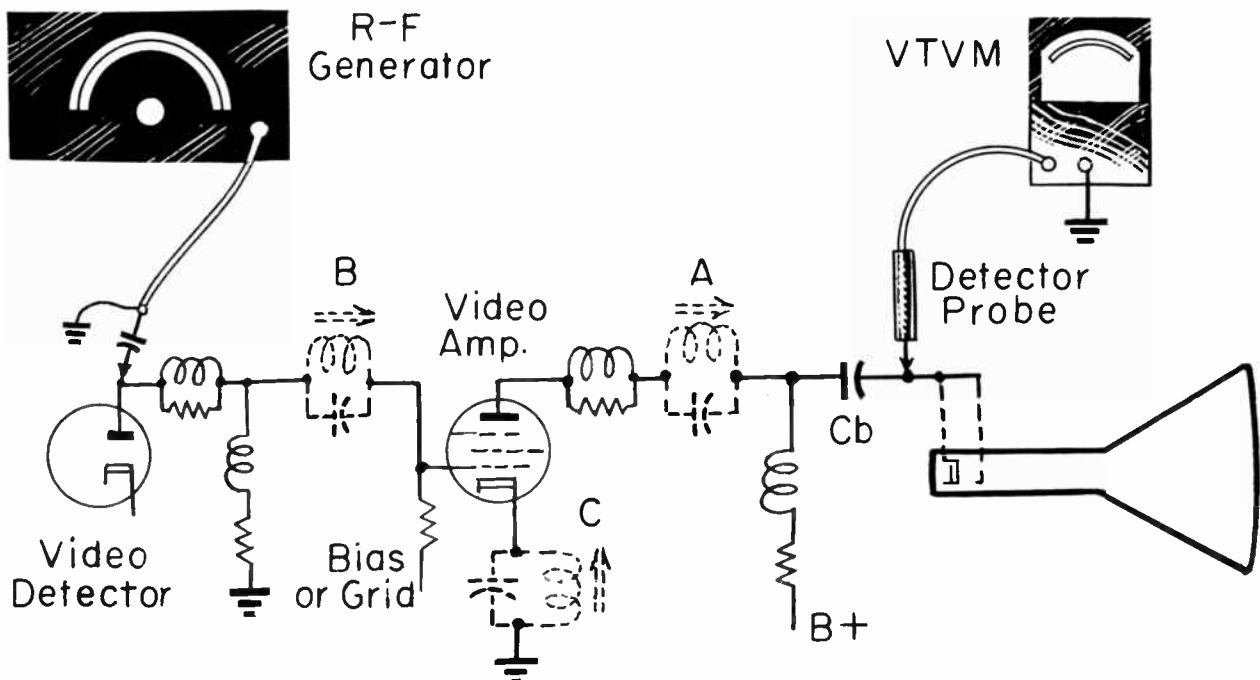 R-F
Generator
VTVM
B
A
Video
Amp.
Detector
Probe
Cb
C
Video
Detector
Bias
or Grid
B+